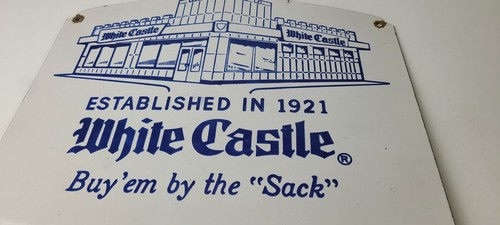 White Castle
White Castle
ESTABLISHED IN 1921
White Castle®
Buy'em by the "Sack"